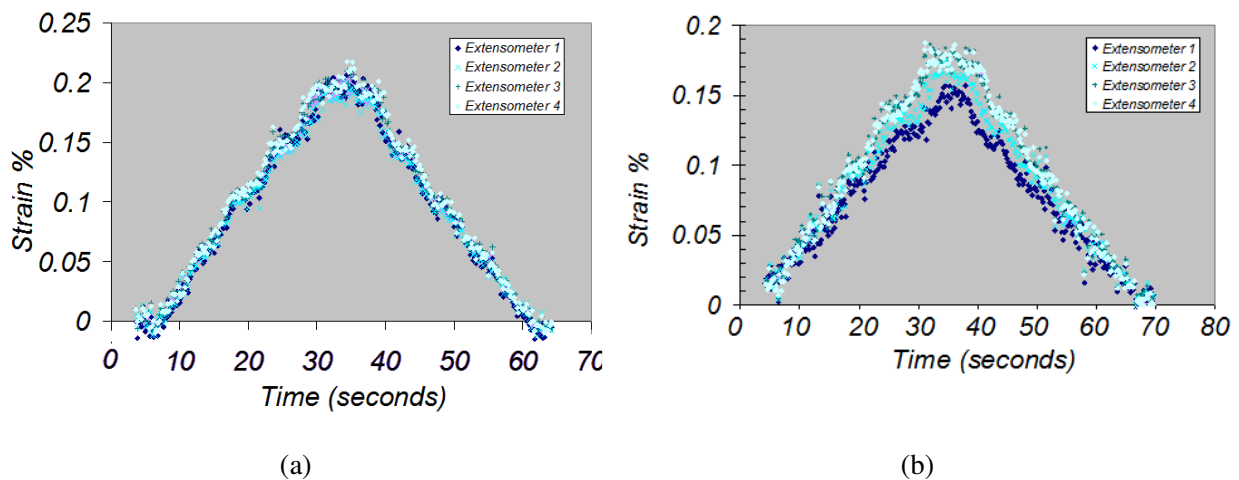 0.25
0.20
0.15
0.1
0.05
0
0 10 20 30 40 50 60 70
Strain %
Time (seconds)
Extensometer 1
Extensometer 2
Extensometer 3
Extensometer 4
(a)
0.2
0.15
0.1
0.05
0
0 10 20 30 40 50 60 70 80
Strain %
Time (seconds)
Extensometer 1
Extensometer 2
Extensometer 3
Extensometer 4
(b)